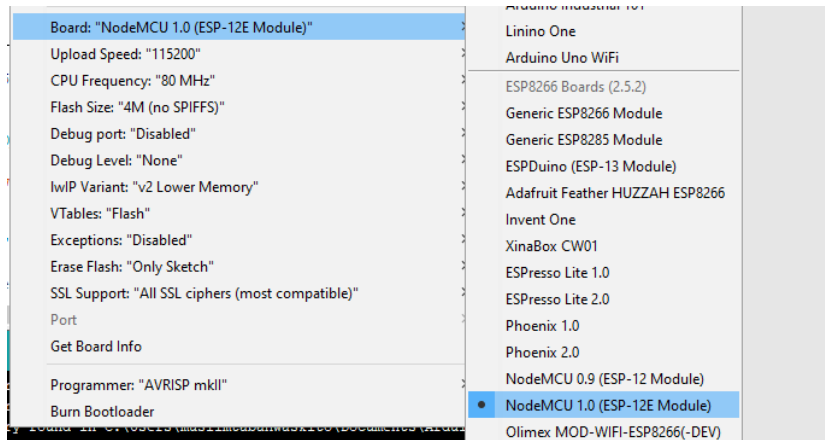 Board: "NodeMCU 1.0 (ESP-12E Module)"
Upload Speed: "115200"
CPU Frequency: "80 MHz"
Flash Size: "4M (no SPIFFS)"
Debug port: "Disabled"
Debug Level: "None"
lwIP Variant: "v2 Lower Memory"
VTables: "Flash"
Exceptions: "Disabled"
Erase Flash: "Only Sketch"
SSL Support: "All SSL ciphers (most compatible)"
Port
Get Board Info
Programmer: "AVRISP mkII"
Burn Bootloader
Arduino Industrial 101
Linino One
Arduino Uno WiFi
ESP8266 Boards (2.5.2)
Generic ESP8266 Module
Generic ESP8285 Module
ESPDuino (ESP-13 Module)
Adafruit Feather HUZZAH ESP8266
Invent One
XinaBox CW01
ESPresso Lite 1.0
ESPresso Lite 2.0
Phoenix 1.0
Phoenix 2.0
NodeMCU 0.9 (ESP-12 Module)
NodeMCU 1.0 (ESP-12E Module)
Olimex MOD-WIFI-ESP8266(-DEV)